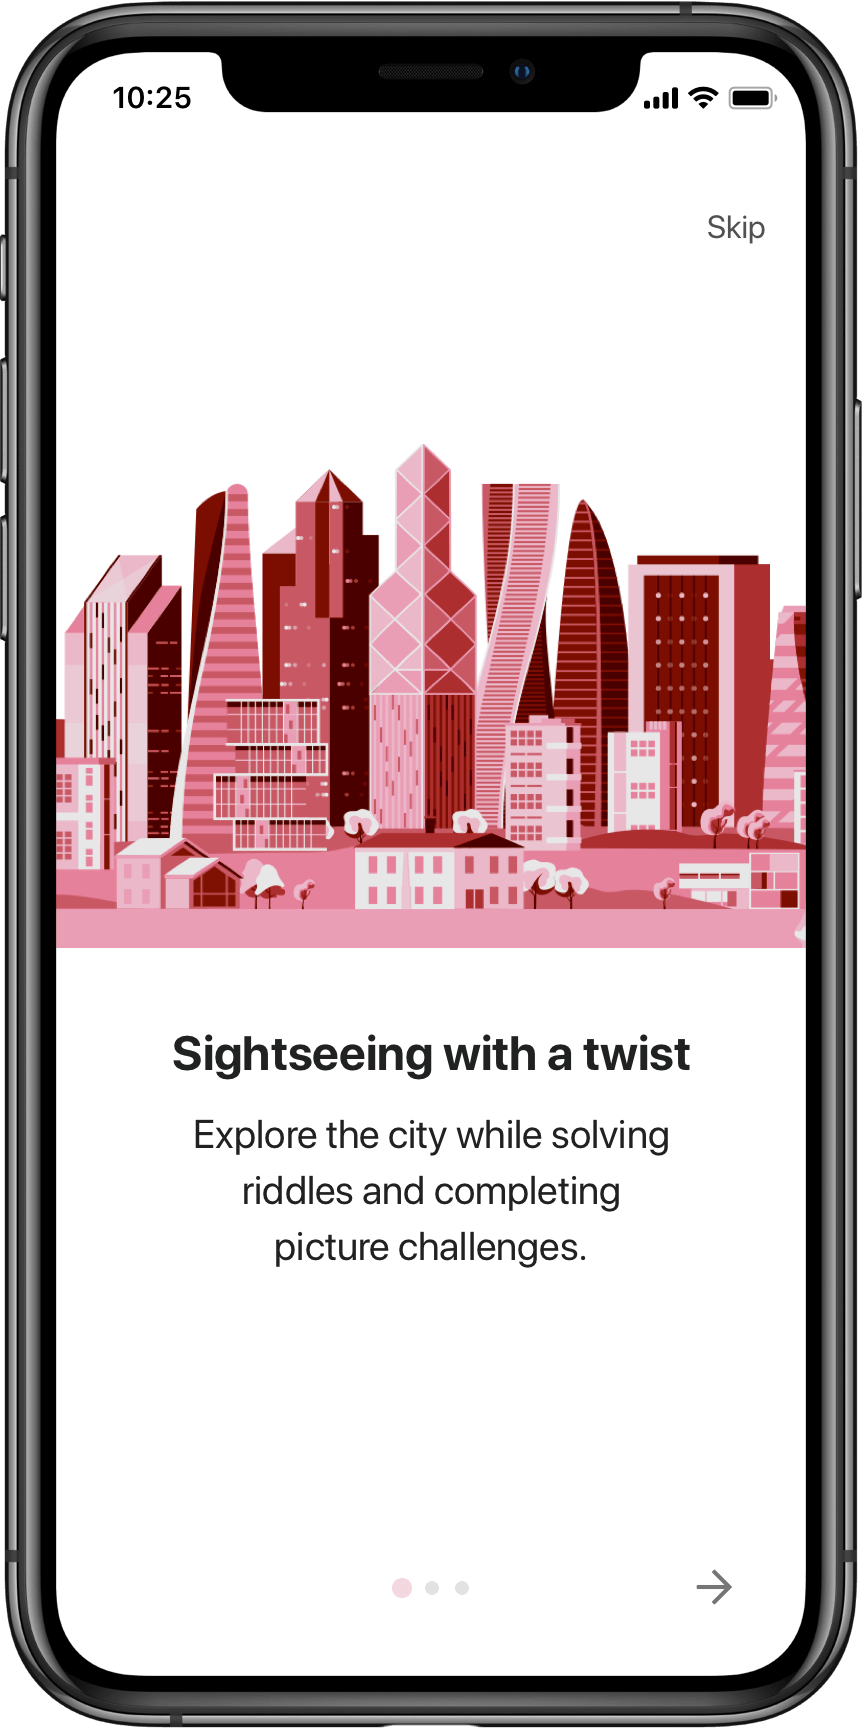 10:25
Skip
Sightseeing with a twist
Explore the city while solving
riddles and completing
picture challenges.